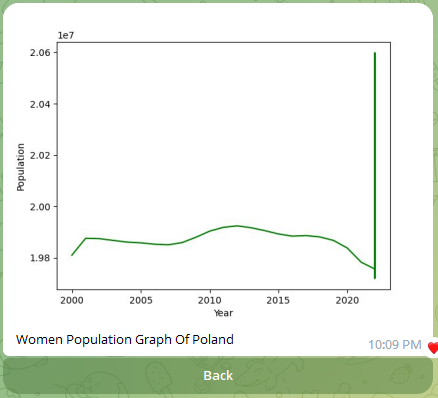 1e7
2.06
2.04
2.02
2.00
1.98
Population
2000 2005 2010 2015 2020
Year
Women Population Graph Of Poland
10:09 PM
Back